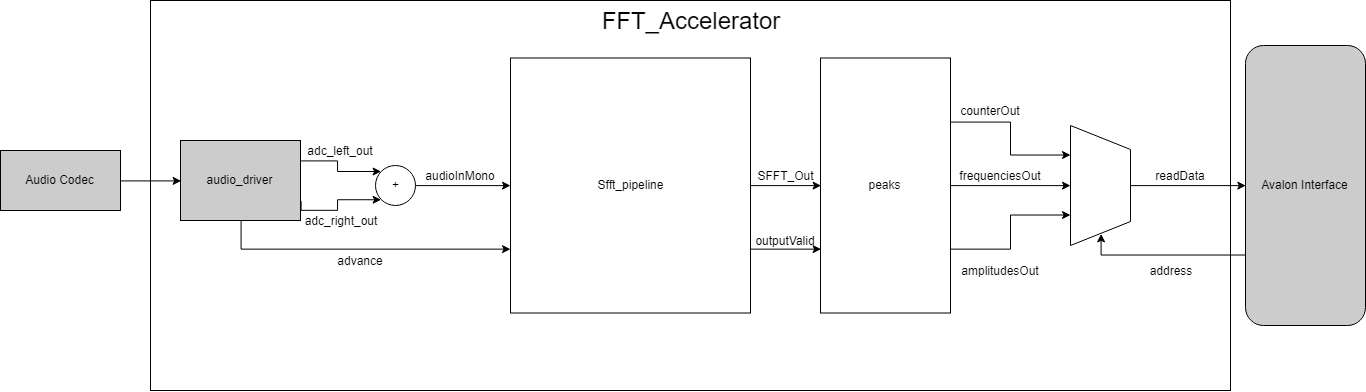 FFT_Accelerator
Audio Codec
audio_driver
adc_left_out
adc_right_out
+
audioInMono
advance
Sfft_pipeline
SFFT_Out
outputValid
peaks
counterOut
frequenciesOut
amplitudesOut
readData
address
Avalon Interface